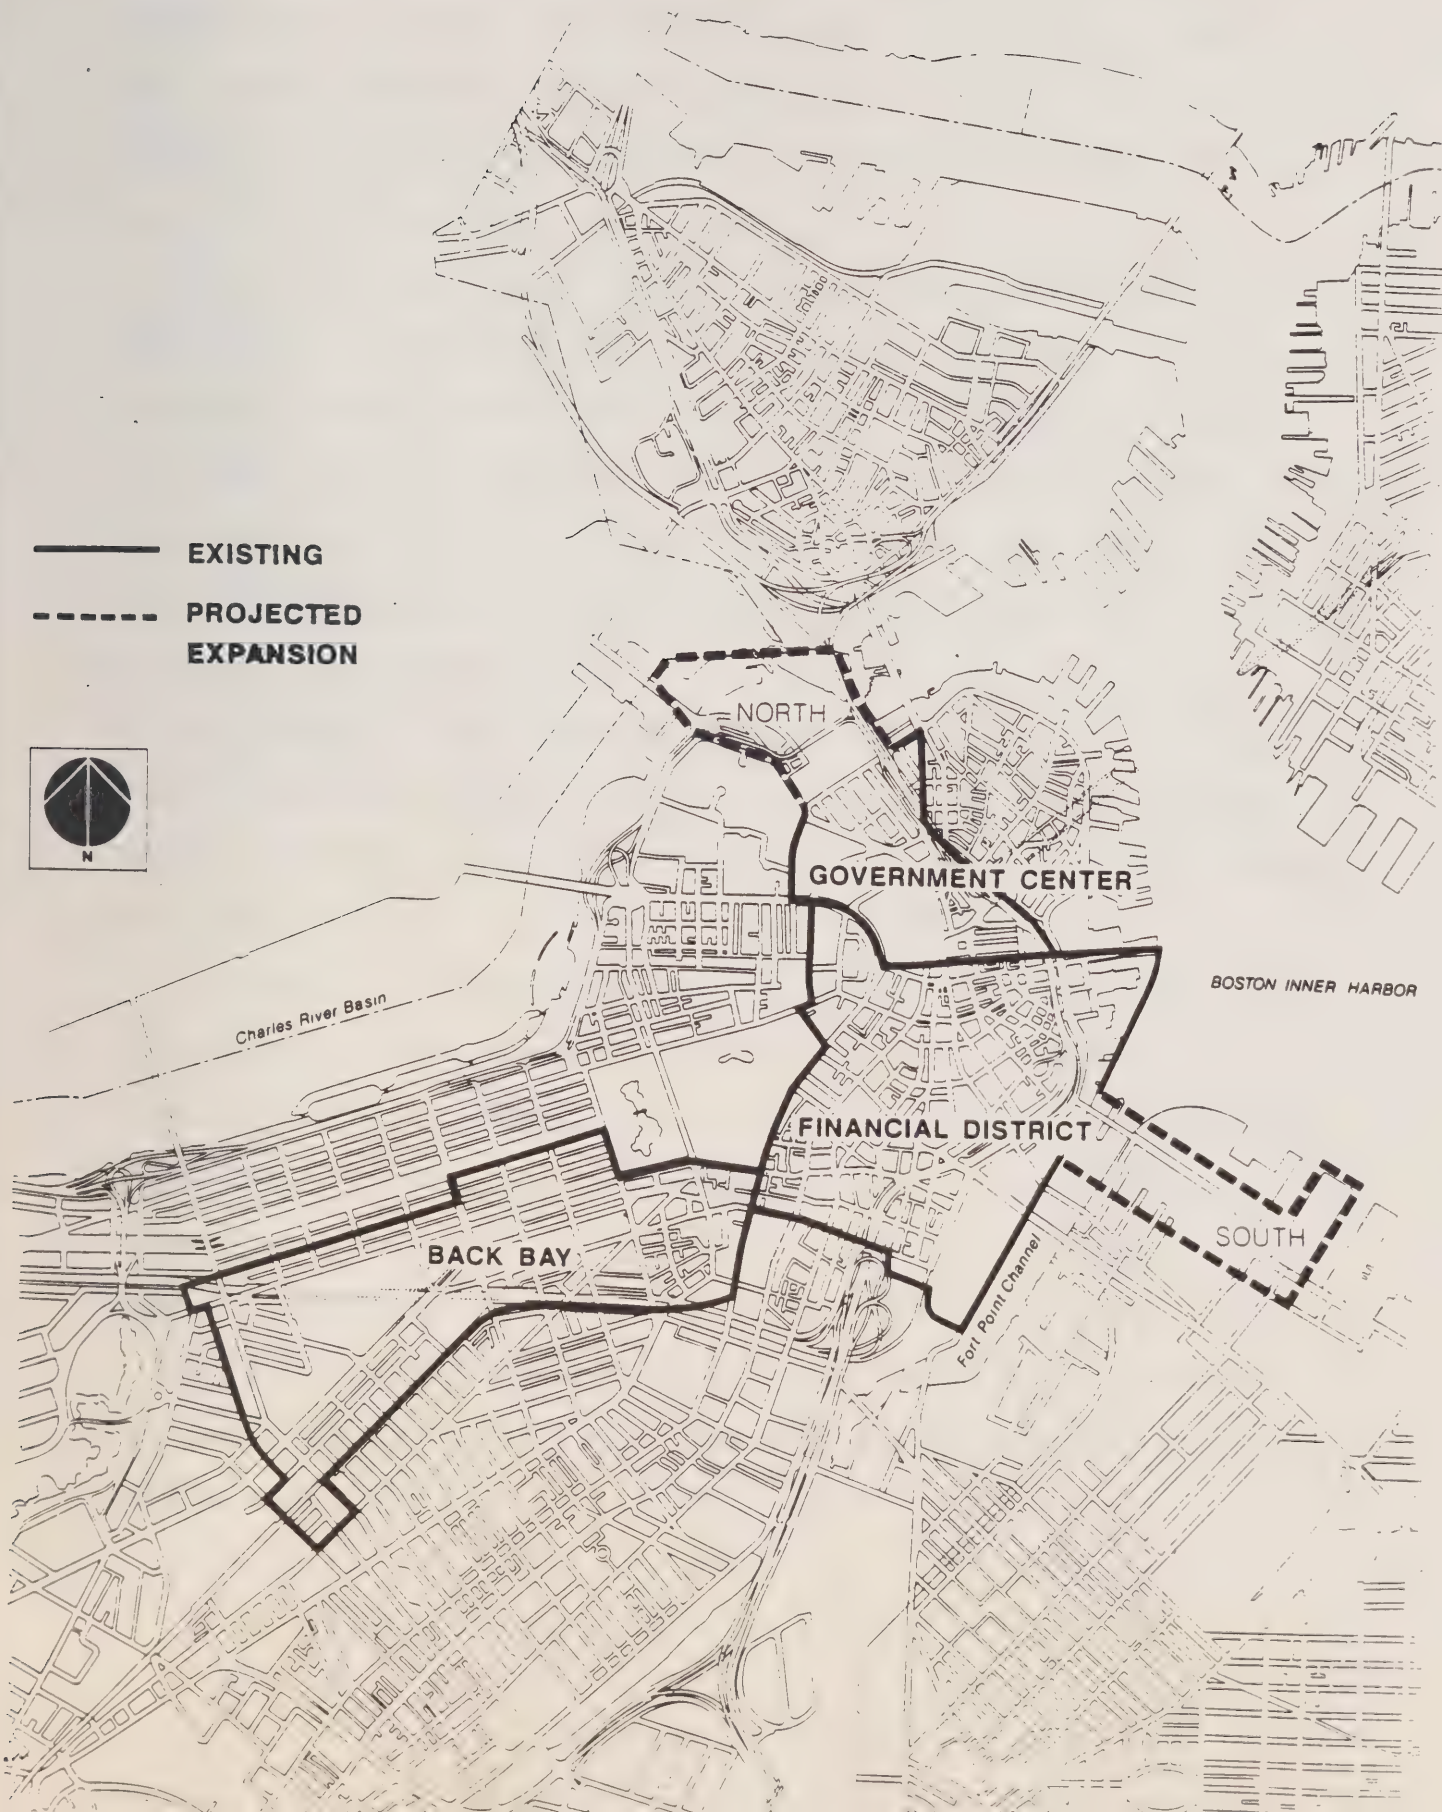 EXISTING
PROJECTED
EXPANSION
NORTH
N
GOVERNMENT CENTER
BOSTON INNER HARBOR
Charles River Basin
FINANCIAL DISTRICT
SOUTH
BACK BAY
Fort Point Channel